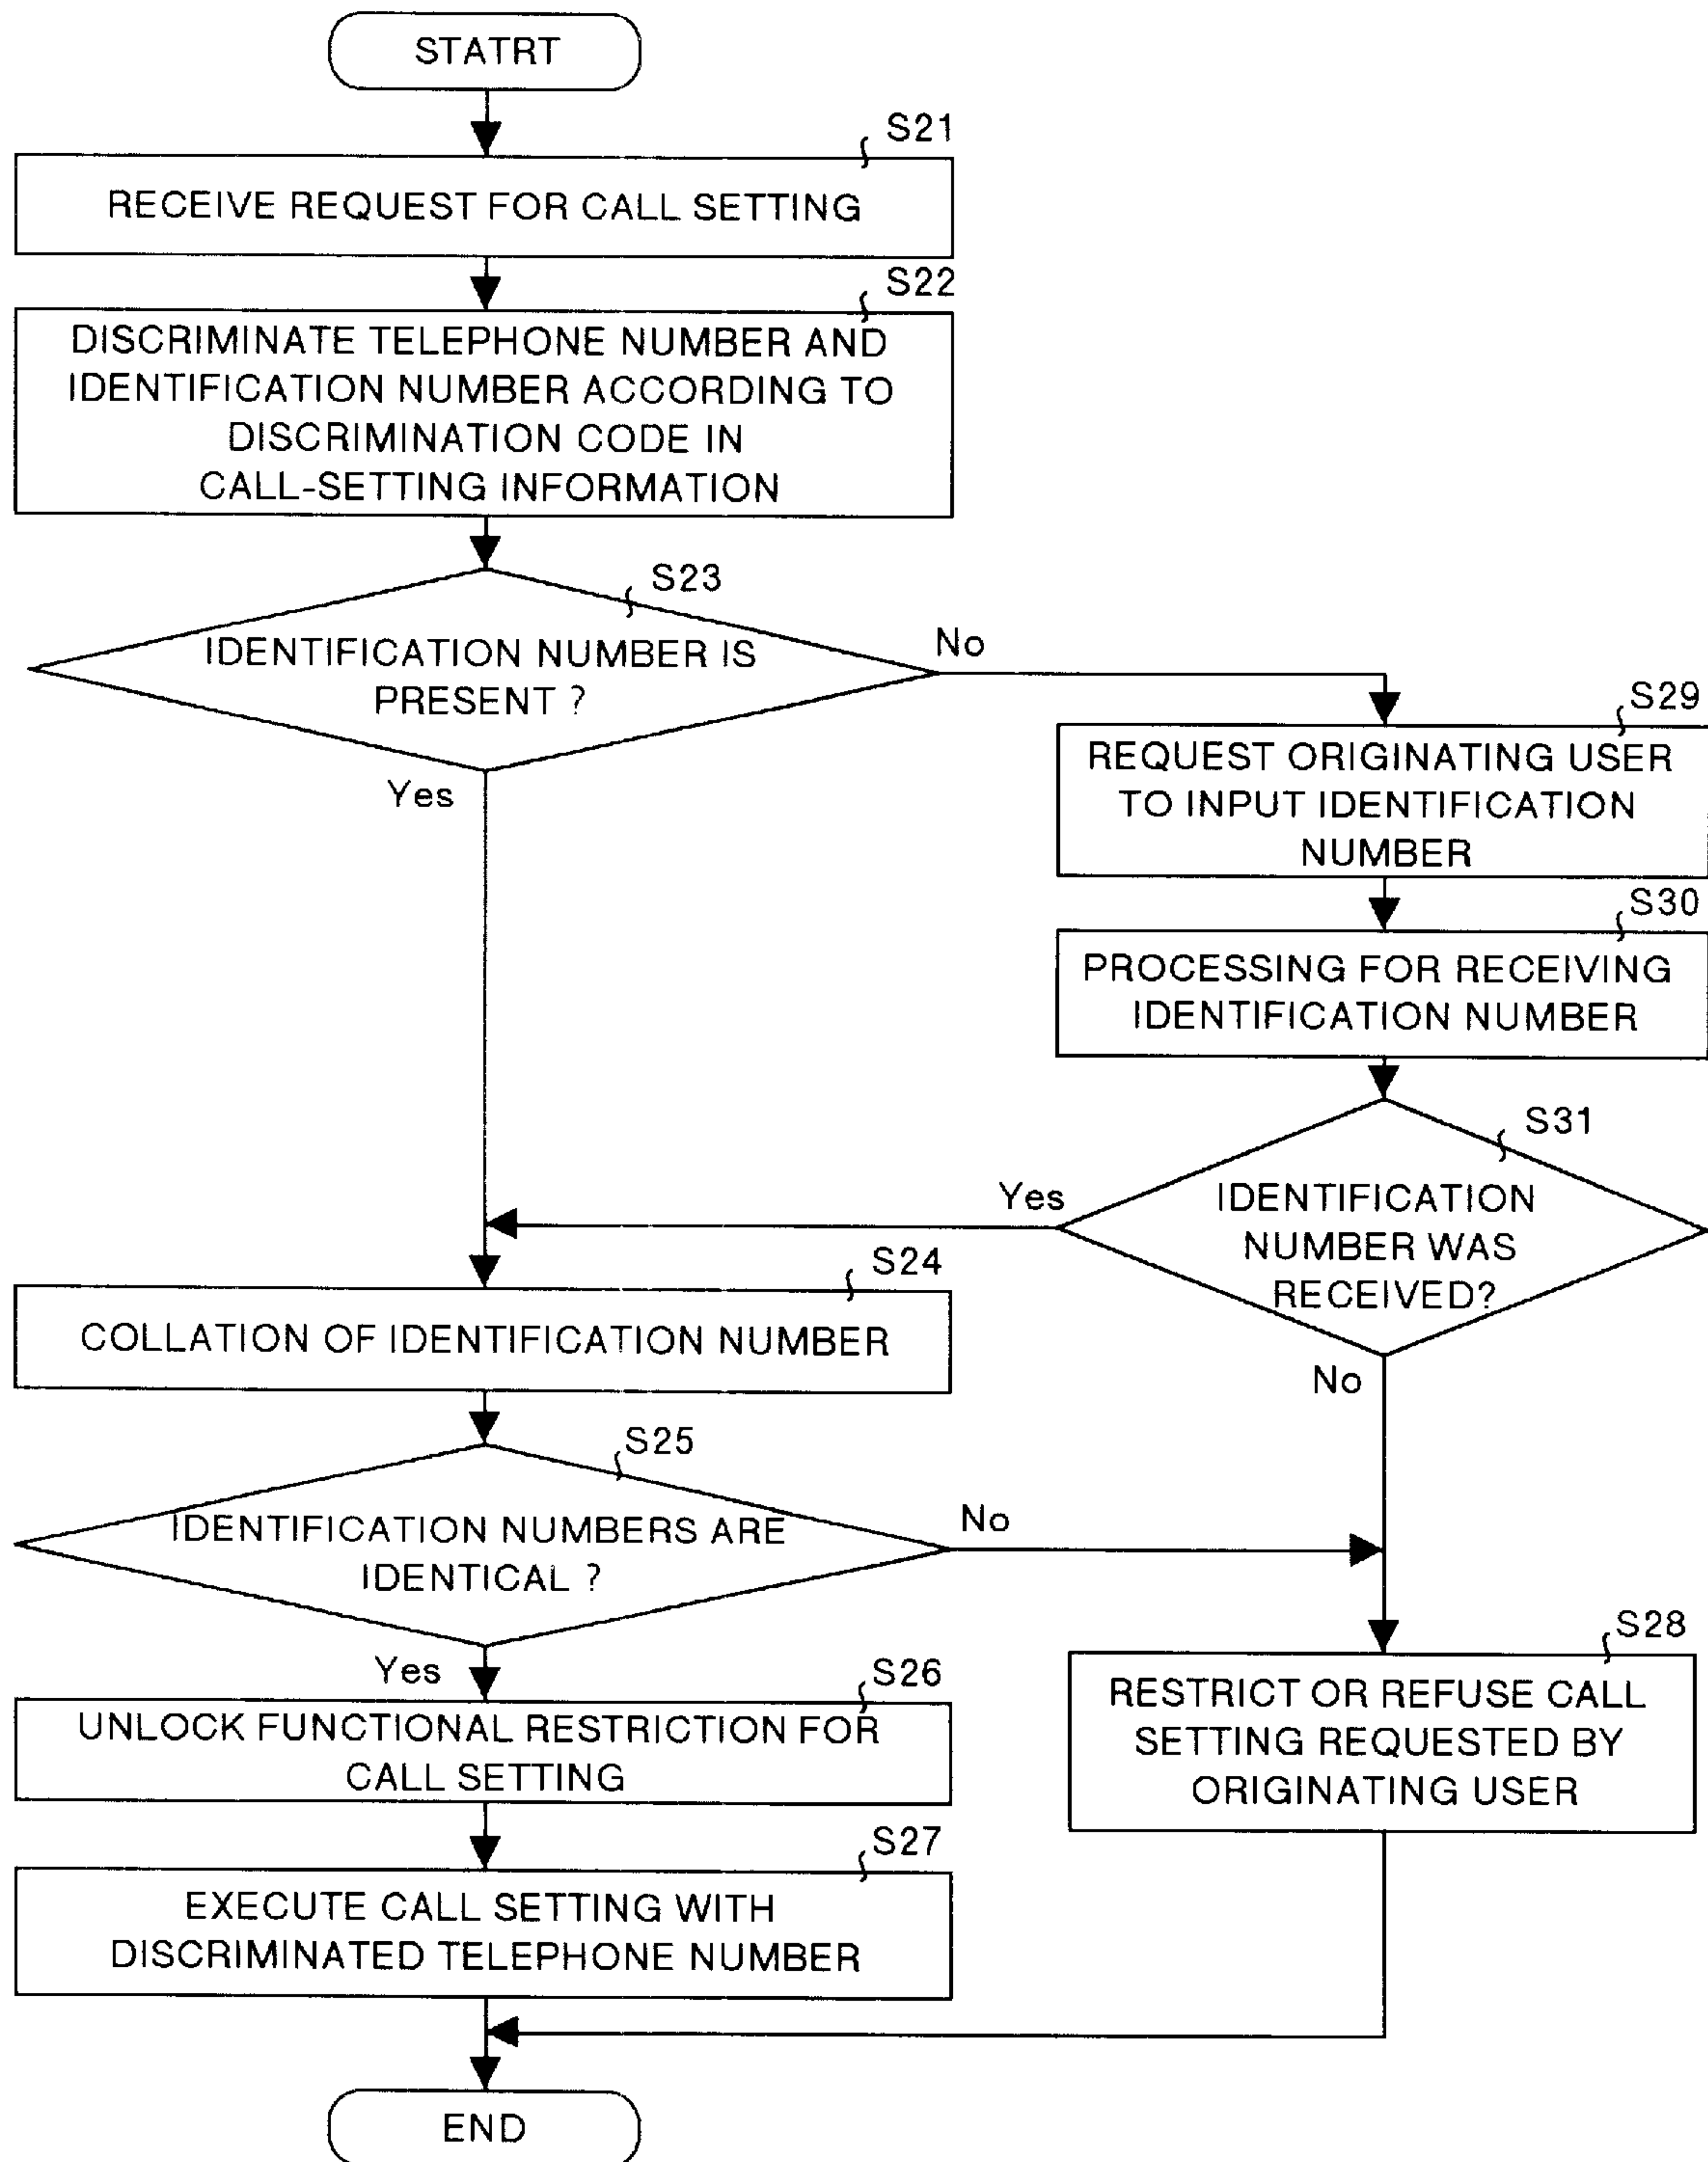 STATRT
S21
RECEIVE REQUEST FOR CALL SETTING
S22
DISCRIMINATE TELEPHONE NUMBER AND
IDENTIFICATION NUMBER ACCORDING TO
DISCRIMINATION CODE IN
CALL-SETTING INFORMATION
S23
IDENTIFICATION NUMBER IS
PRESENT ?
No
Yes
S29
REQUEST ORIGINATING USER
TO INPUT IDENTIFICATION
NUMBER
S30
PROCESSING FOR RECEIVING
IDENTIFICATION NUMBER
S31
IDENTIFICATION
NUMBER WAS
RECEIVED?
Yes
No
S24
COLLATION OF IDENTIFICATION NUMBER
S25
IDENTIFICATION NUMBERS ARE
IDENTICAL ?
No
Yes
S26
UNLOCK FUNCTIONAL RESTRICTION FOR
CALL SETTING
S28
RESTRICT OR REFUSE CALL
SETTING REQUESTED BY
ORIGINATING USER
S27
EXECUTE CALL SETTING WITH
DISCRIMINATED TELEPHONE NUMBER
END